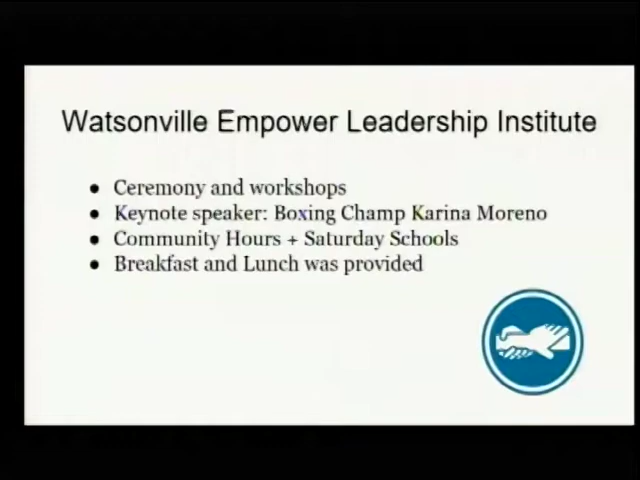 Watsonville Empower Leadership Institute
● Ceremony and workshops
● Keynote speaker: Boxing Champ Karina Moreno
● Community Hours + Saturday Schools
● Breakfast and Lunch was provided